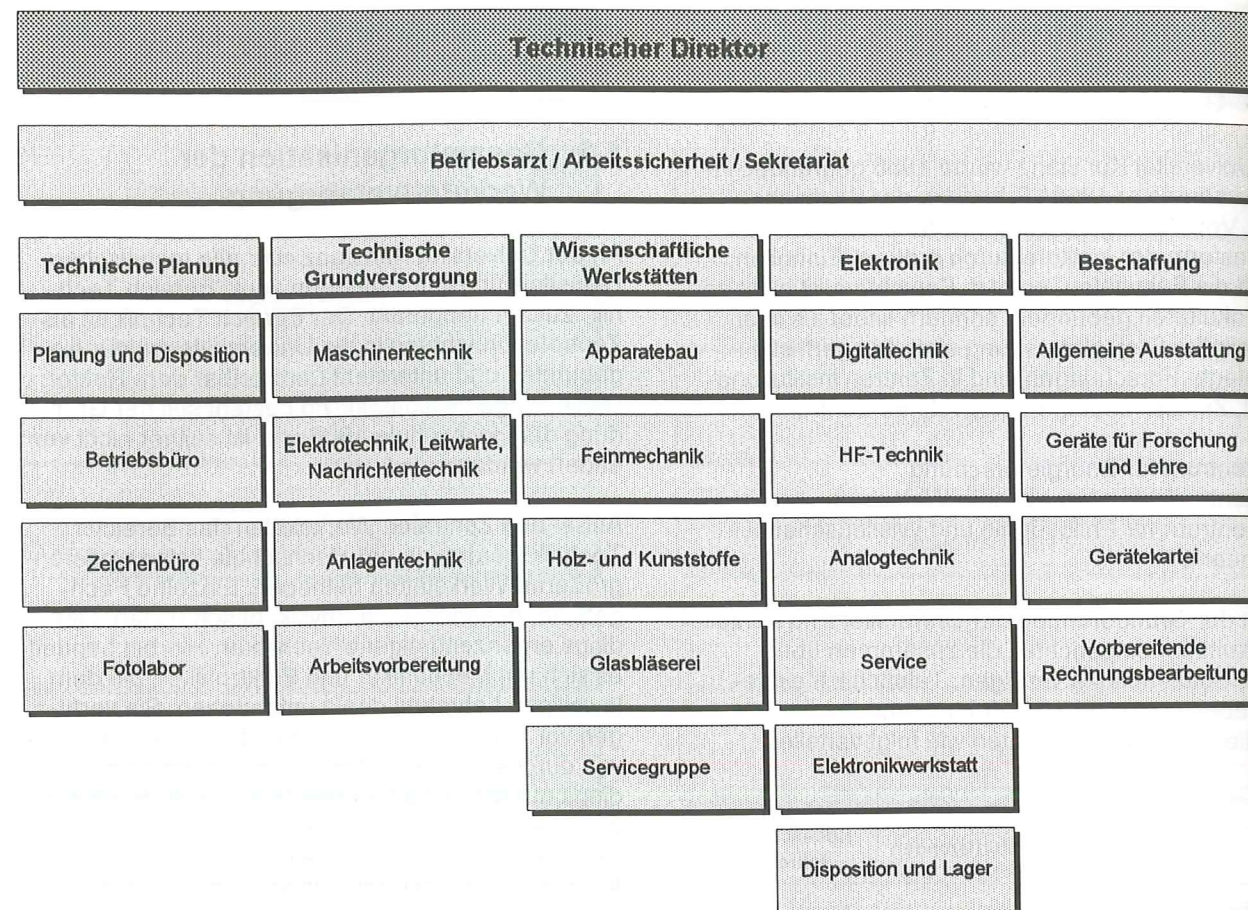 Technischer Direktor
Betriebsarzt / Arbeitssicherheit / Sekretariat
Technische Planung
Technische
Grundversorgung
Wissenschaftliche
Werkstätten
Elektronik
Beschaffung
Planung und Disposition
Maschinentechnik
Apparatebau
Digitaltechnik
Allgemeine Ausstattung
Betriebsbüro
Elektrotechnik, Leitwarte,
Nachrichtentechnik
Feinmechanik
HF-Technik
Geräte für Forschung
und Lehre
Zeichenbüro
Anlagentechnik
Holz- und Kunststoffe
Analogtechnik
Gerätekartei
Fotolabor
Arbeitsvorbereitung
Glasbläserei
Service
Vorbereitende
Rechnungsbearbeitung
Servicegruppe
Elektronikwerkstatt
Disposition und Lager